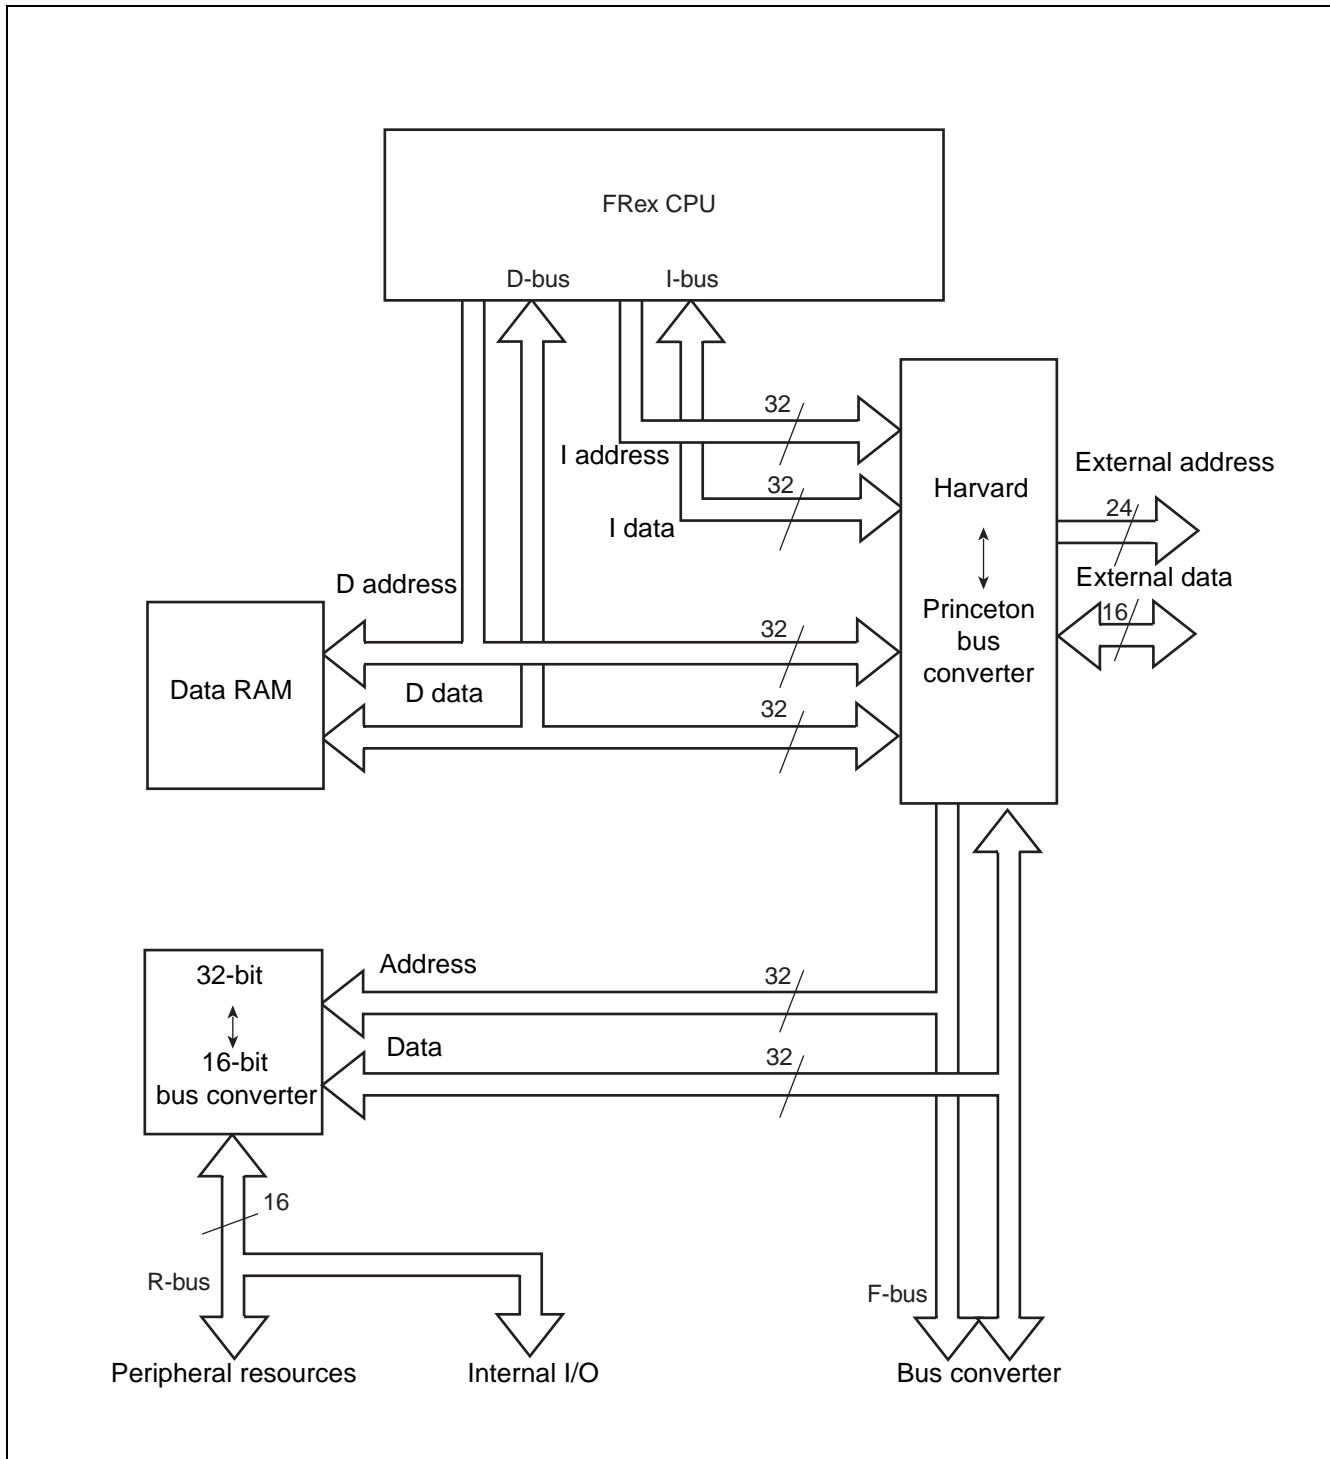 FRex CPU
D-bus
I-bus
32
I address
32
I data
Harvard
Princeton
bus
converter
External address
24
External data
16
D address
32
Data RAM
D data
32
32-bit
16-bit
bus converter
Address
32
Data
32
16
R-bus
F-bus
Peripheral resources
Internal I/O
Bus converter